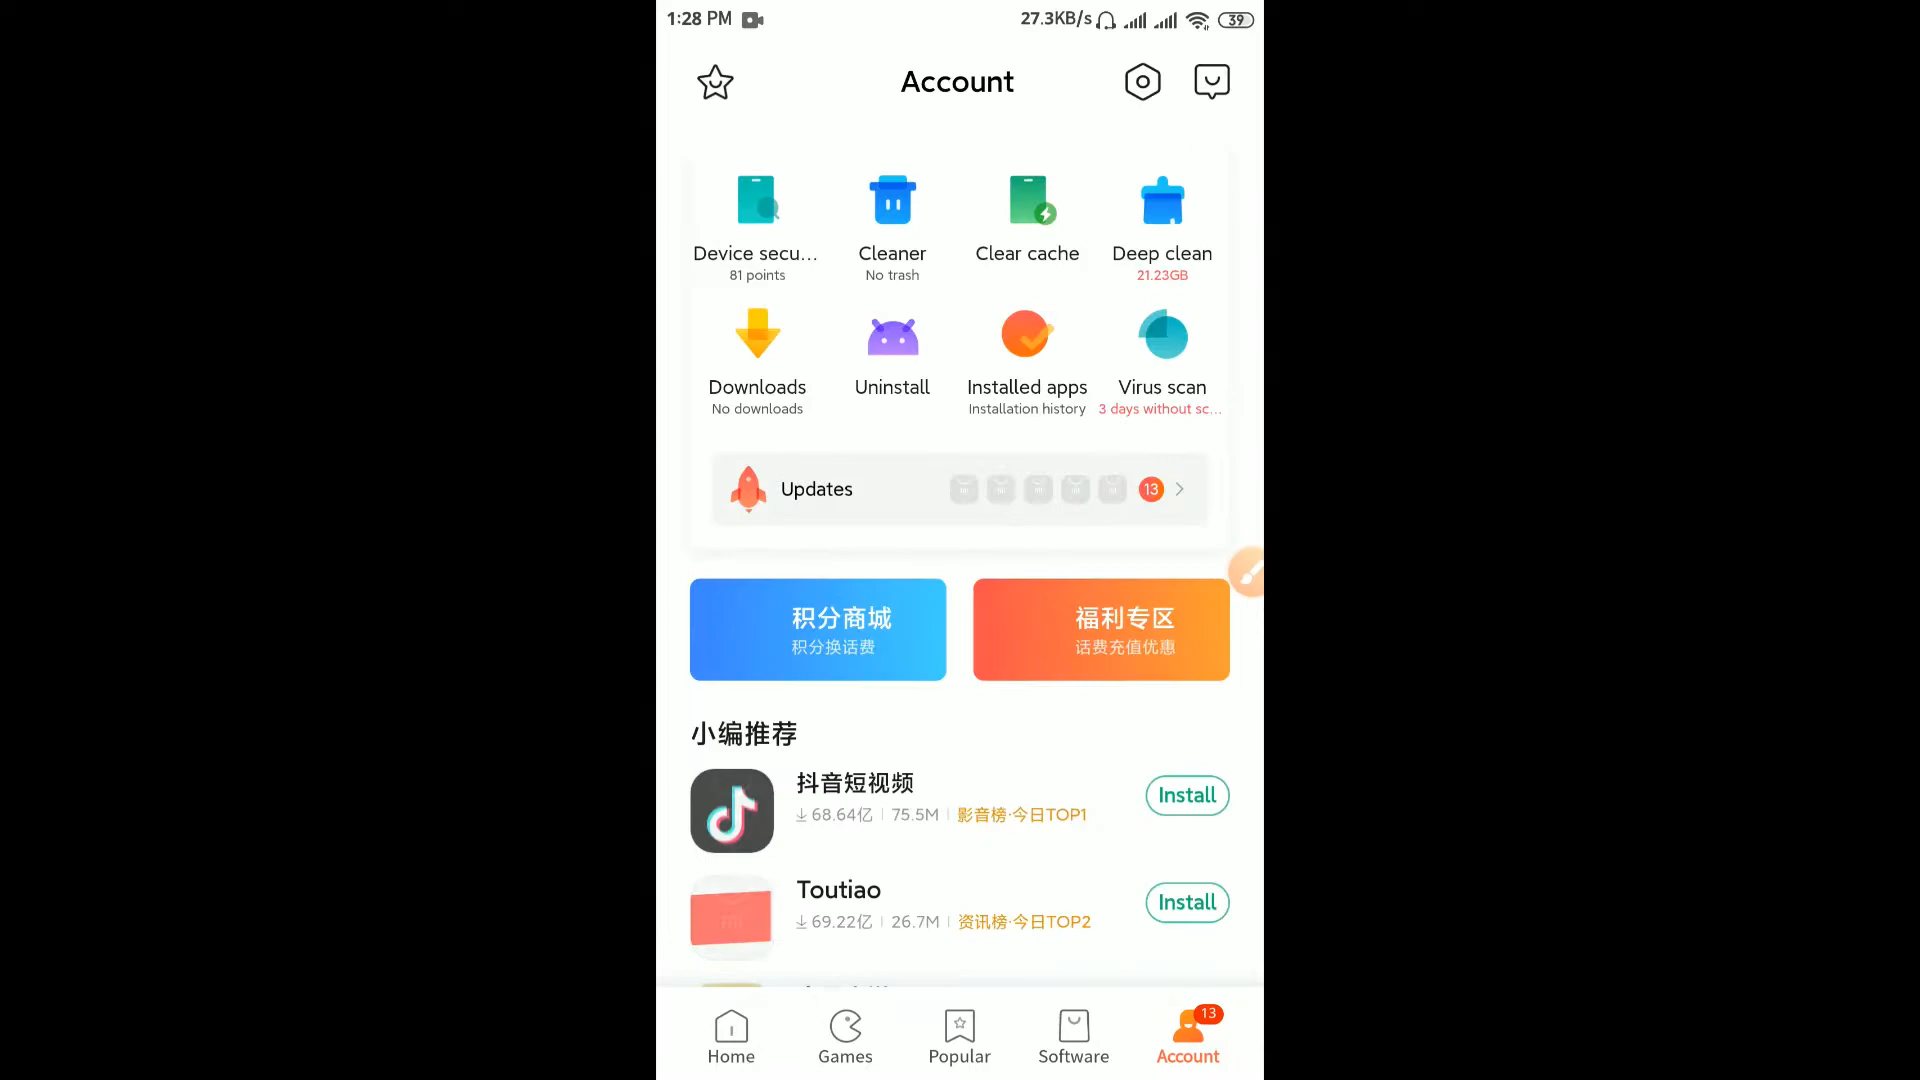 1:28 PM
27.3KB/s
39
Account
Device secu...
81 points
Cleaner
No trash
Clear cache
Deep clean
21.23GB
Downloads
No downloads
Uninstall
Installed apps
Installation history
Virus scan
3 days without sc...
Updates
13
积分商城
积分换话费
福利专区
话费充值优惠
小编推荐
抖音短视频
68.64亿 | 75.5M | 影音榜·今日TOP1
Install
Toutiao
69.22亿 | 26.7M | 资讯榜·今日TOP2
Install
Home
Games
Popular
Software
13
Account